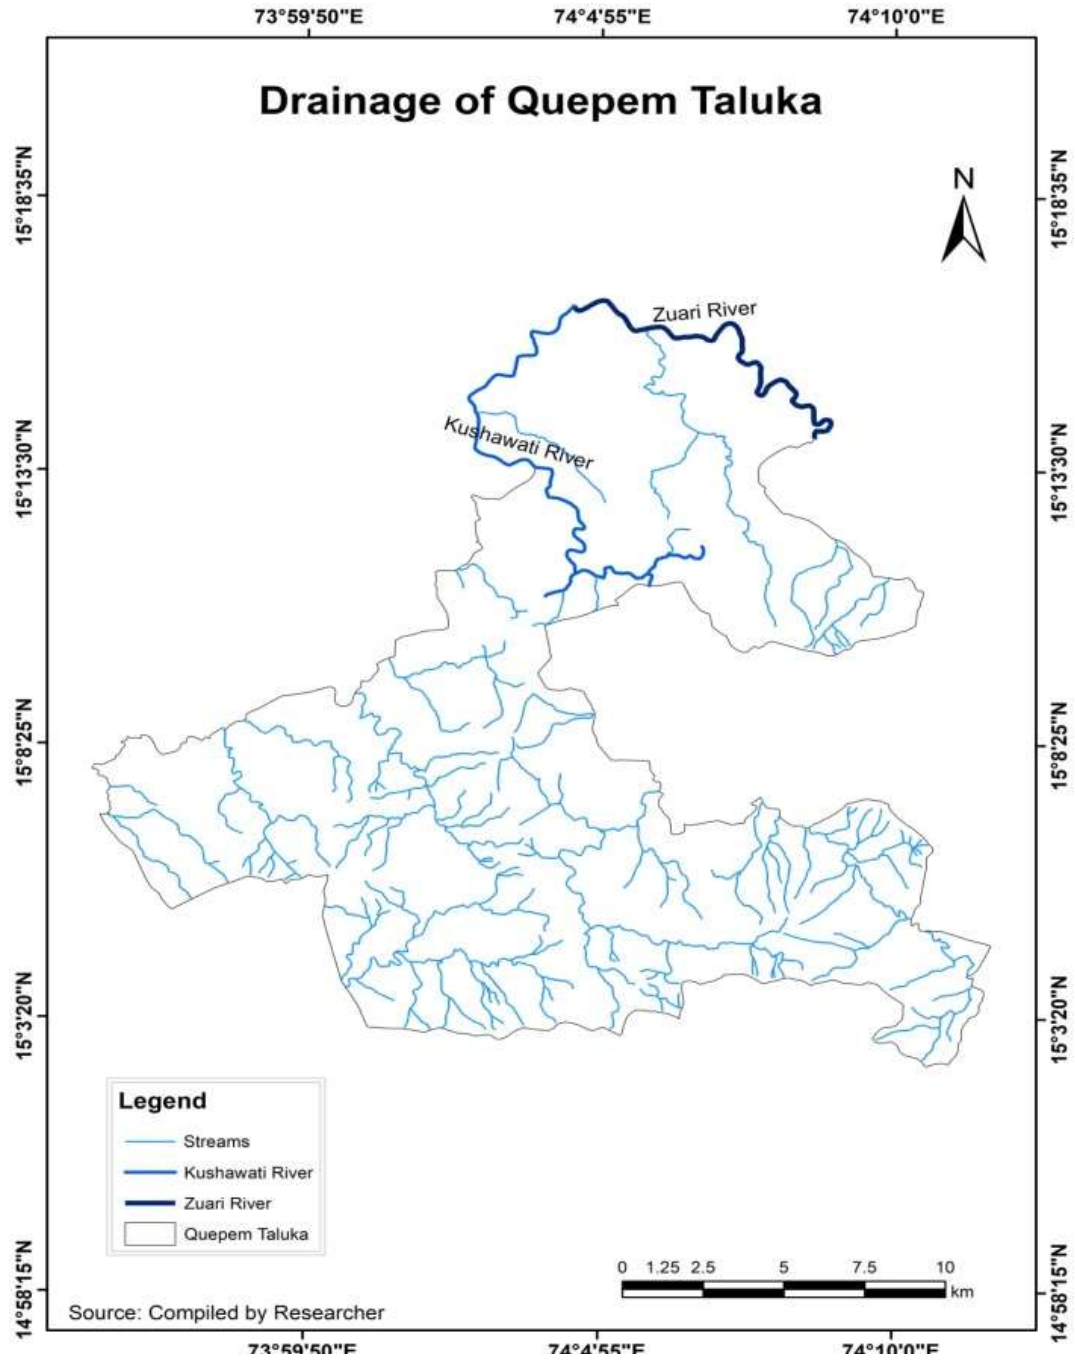 73°59'50"E 74°4'55"E 74°10'0"E
Drainage of Quepem Taluka
N
15°18'35"N 15°18'35"N
Zuari River
Kushawati River
15°13'30"N 15°13'30"N
15°8'25"N 15°8'25"N
15°3'20"N 15°3'20"N
Legend
Streams
Kushawati River
Zuari River
Quepem Taluka
0 1.25 2.5 5 7.5 10
km
14°58'15"N 14°58'15"N
Source: Compiled by Researcher
73°59'50"E 74°4'55"E 74°10'0"E